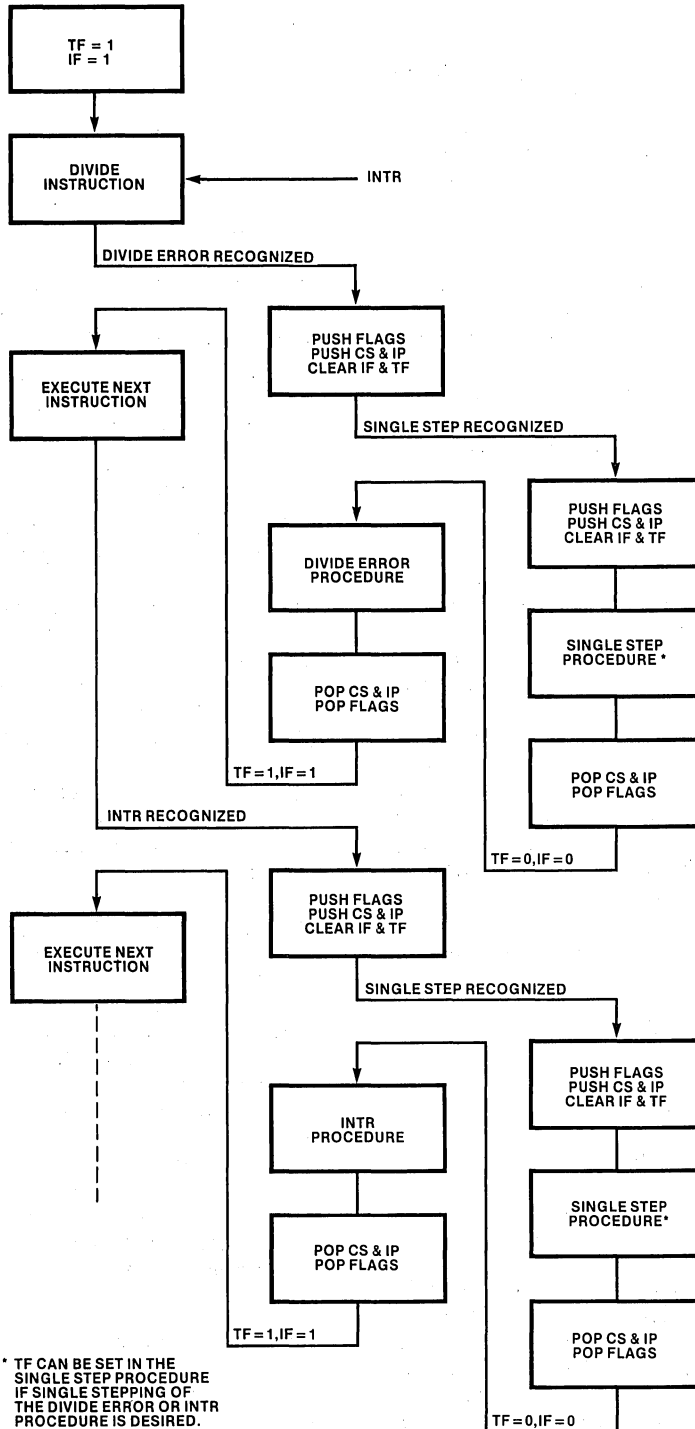 TF = 1
IF = 1
DIVIDE
INSTRUCTION
INTR
DIVIDE ERROR RECOGNIZED
PUSH FLAGS
PUSH CS & IP
CLEAR IF & TF
EXECUTE NEXT
INSTRUCTION
SINGLE STEP RECOGNIZED
PUSH FLAGS
PUSH CS & IP
CLEAR IF & TF
DIVIDE ERROR
PROCEDURE
SINGLE STEP
PROCEDURE *
POP CS & IP
POP FLAGS
TF=1,IF=1
POP CS & IP
POP FLAGS
INTR RECOGNIZED
TF=0,IF=0
PUSH FLAGS
PUSH CS & IP
CLEAR IF & TF
EXECUTE NEXT
INSTRUCTION
SINGLE STEP RECOGNIZED
PUSH FLAGS
PUSH CS & IP
CLEAR IF & TF
INTR
PROCEDURE
SINGLE STEP
PROCEDURE*
POP CS & IP
POP FLAGS
TF=1,IF=1
POP CS & IP
POP FLAGS
* TF CAN BE SET IN THE
SINGLE STEP PROCEDURE
IF SINGLE STEPPING OF
THE DIVIDE ERROR OR INTR
PROCEDURE IS DESIRED.
TF=0,IF=0